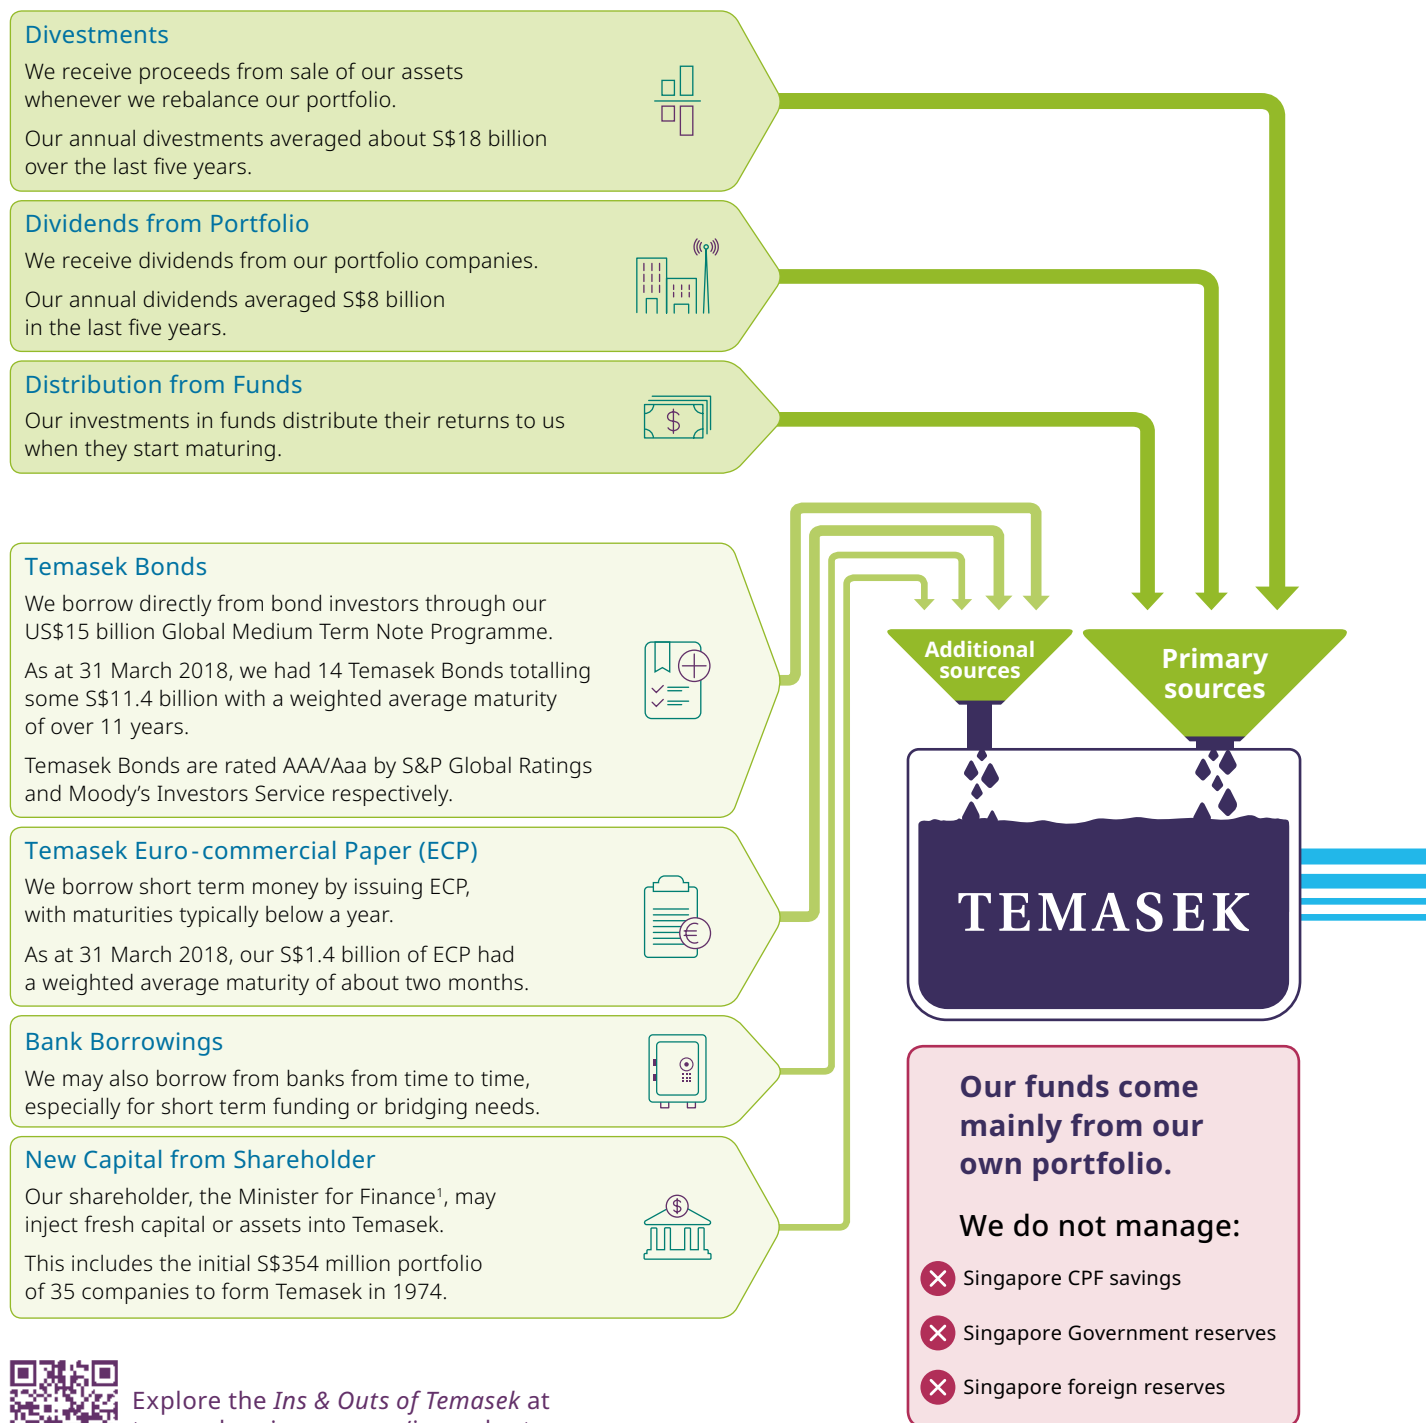 Divestments
We receive proceeds from sale of our assets
whenever we rebalance our portfolio.
Our annual divestments averaged about S$18 billion
over the last five years.
Dividends from Portfolio
We receive dividends from our portfolio companies.
Our annual dividends averaged S$8 billion
in the last five years.
Distribution from Funds
Our investments in funds distribute their returns to us
when they start maturing.
Temasek Bonds
We borrow directly from bond investors through our
US$15 billion Global Medium Term Note Programme.
As at 31 March 2018, we had 14 Temasek Bonds totalling
some S$11.4 billion with a weighted average maturity
of over 11 years.
Temasek Bonds are rated AAA/Aaa by S&P Global Ratings
and Moody’s Investors Service respectively.
Temasek Euro-commercial Paper (ECP)
We borrow short term money by issuing ECP,
with maturities typically below a year.
As at 31 March 2018, our S$1.4 billion of ECP had
a weighted average maturity of about two months.
Bank Borrowings
We may also borrow from banks from time to time,
especially for short term funding or bridging needs.
New Capital from Shareholder
Our shareholder, the Minister for Finance¹, may
inject fresh capital or assets into Temasek.
This includes the initial S$354 million portfolio
of 35 companies to form Temasek in 1974.
Explore the Ins & Outs of Temasek at
Additional
sources
Primary
sources
TEMASEK
Our funds come
mainly from our
own portfolio.
We do not manage:
Singapore CPF savings
Singapore Government reserves
Singapore foreign reserves